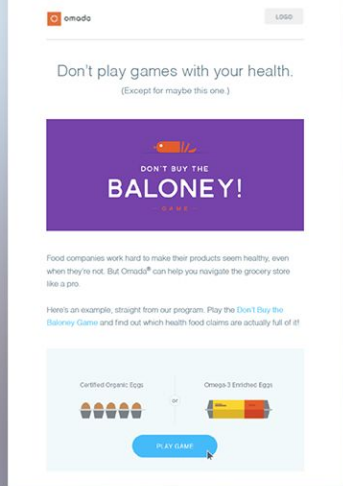 omada
LOGO
Don't play games with your health.
(Except for maybe this one.)
DON'T BUY THE
BALONEY!
GAME
Food companies work hard to make their products seem healthy, even
when they're not. But Omada® can help you navigate the grocery store
like a pro.
Here's an example, straight from our program. Play the Don't Buy the
Baloney Game and find out which health food claims are actually full of it!
Certified Organic Eggs
or
Omega-3 Enriched Eggs
PLAY GAME